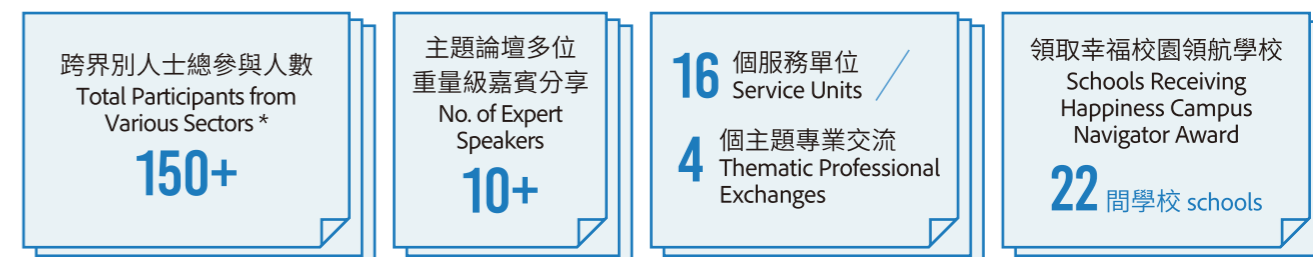 跨界別人士總參與人數
Total Participants from
Various Sectors *
150+
主題論壇多位
重量級嘉賓分享
No. of Expert
Speakers
10+
16 個服務單位
Service Units
4 個主題專業交流
Thematic Professional
Exchanges
領取幸福校園領航學校
Schools Receiving
Happiness Campus
Navigator Award
22 間學校 schools